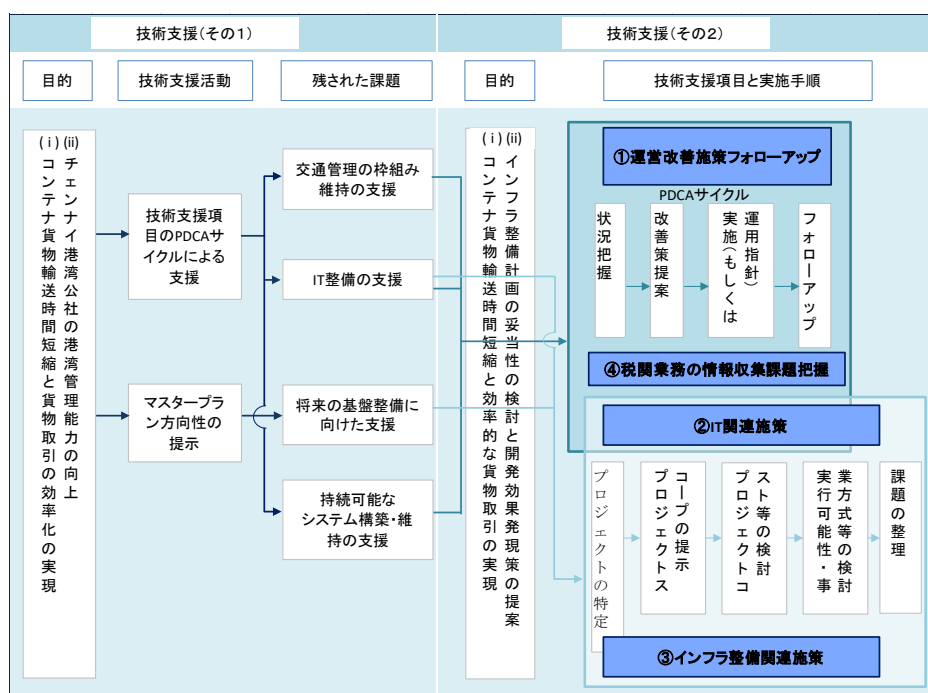 技術支援(その1)
技術支援(その2)
目的
技術支援活動
残された課題
目的
技術支援項目と実施手順
(i)コンテナ貨物輸送時間短縮と貨物取引の効率化の実現
(ii)チェンナイ港湾公社の港湾管理能力の向上
技術支援項
目のPDCAサ
イクルによる
支援
マスタープラ
ン方向性の
提示
交通管理の枠組み
維持の支援
IT整備の支援
将来の基盤整備に
向けた支援
持続可能な
システム構築・維
持の支援
(i)コンテナ貨物輸送時間短縮と効率的な貨物取引の実現
(ii)インフラ整備計画の妥当性の検討と開発効果発現策の提案
①運営改善施策フォローアップ
PDCAサイクル
状況把握
改善策提案
実施(もしくは
運用指針)
フォローアップ
④税関業務の情報収集課題把握
②IT関連施策
プロジェクトの特定
プロジェクトス
コープの提示
プロジェクトコ
スト等の検討
実行可能性・事
業方式等の検討
課題の整理
③インフラ整備関連施策